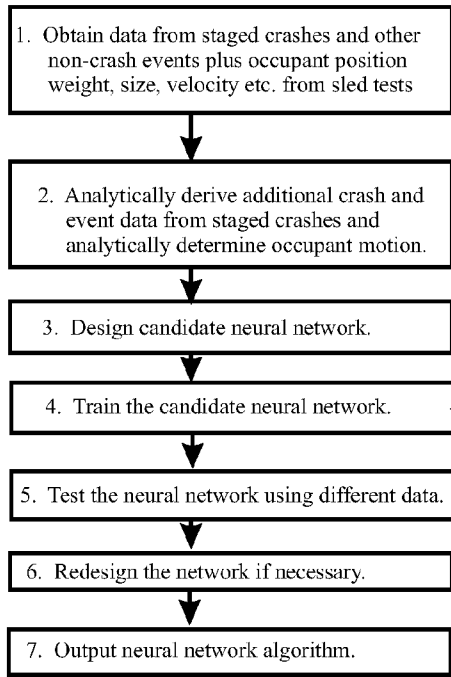 1. Obtain data from staged crashes and other
non-crash events plus occupant position
weight, size, velocity etc. from sled tests
2. Analytically derive additional crash and
event data from staged crashes and
analytically determine occupant motion.
3. Design candidate neural network.
4. Train the candidate neural network.
5. Test the neural network using different data.
6. Redesign the network if necessary.
7. Output neural network algorithm.